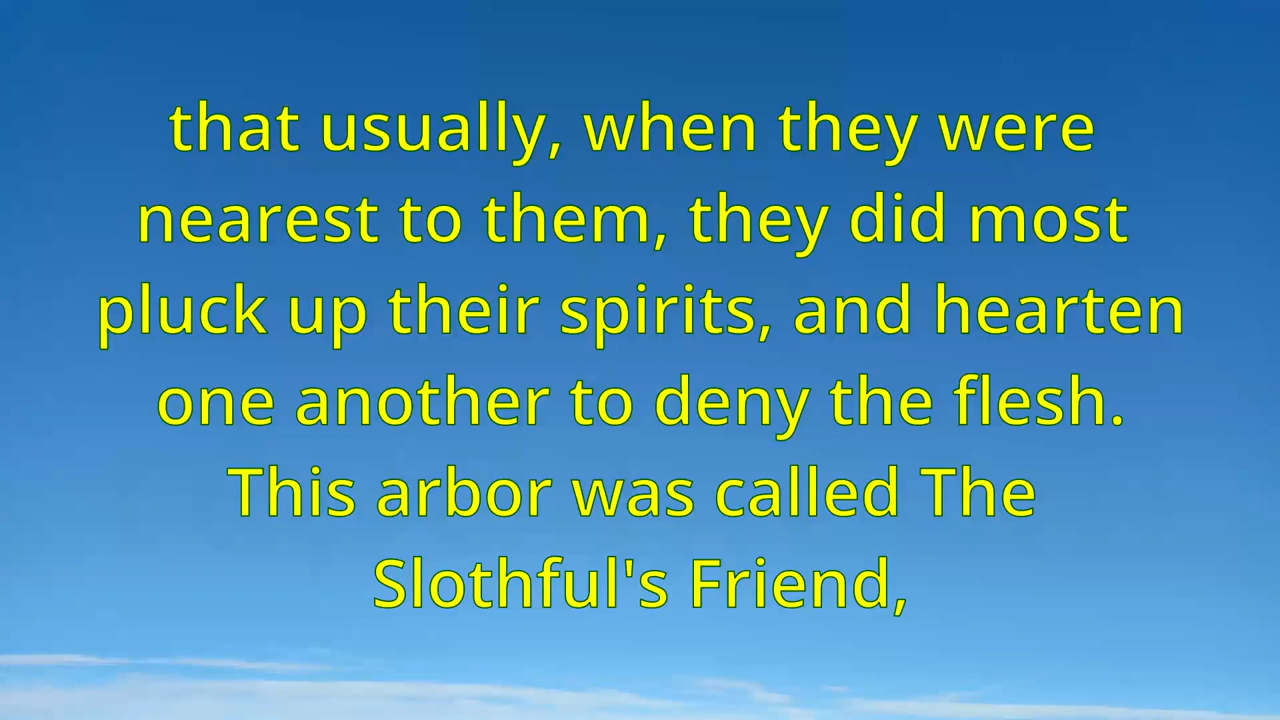 that usually, when they were
nearest to them, they did most
pluck up their spirits, and hearten
one another to deny the flesh.
This arbor was called The
Slothful's Friend,